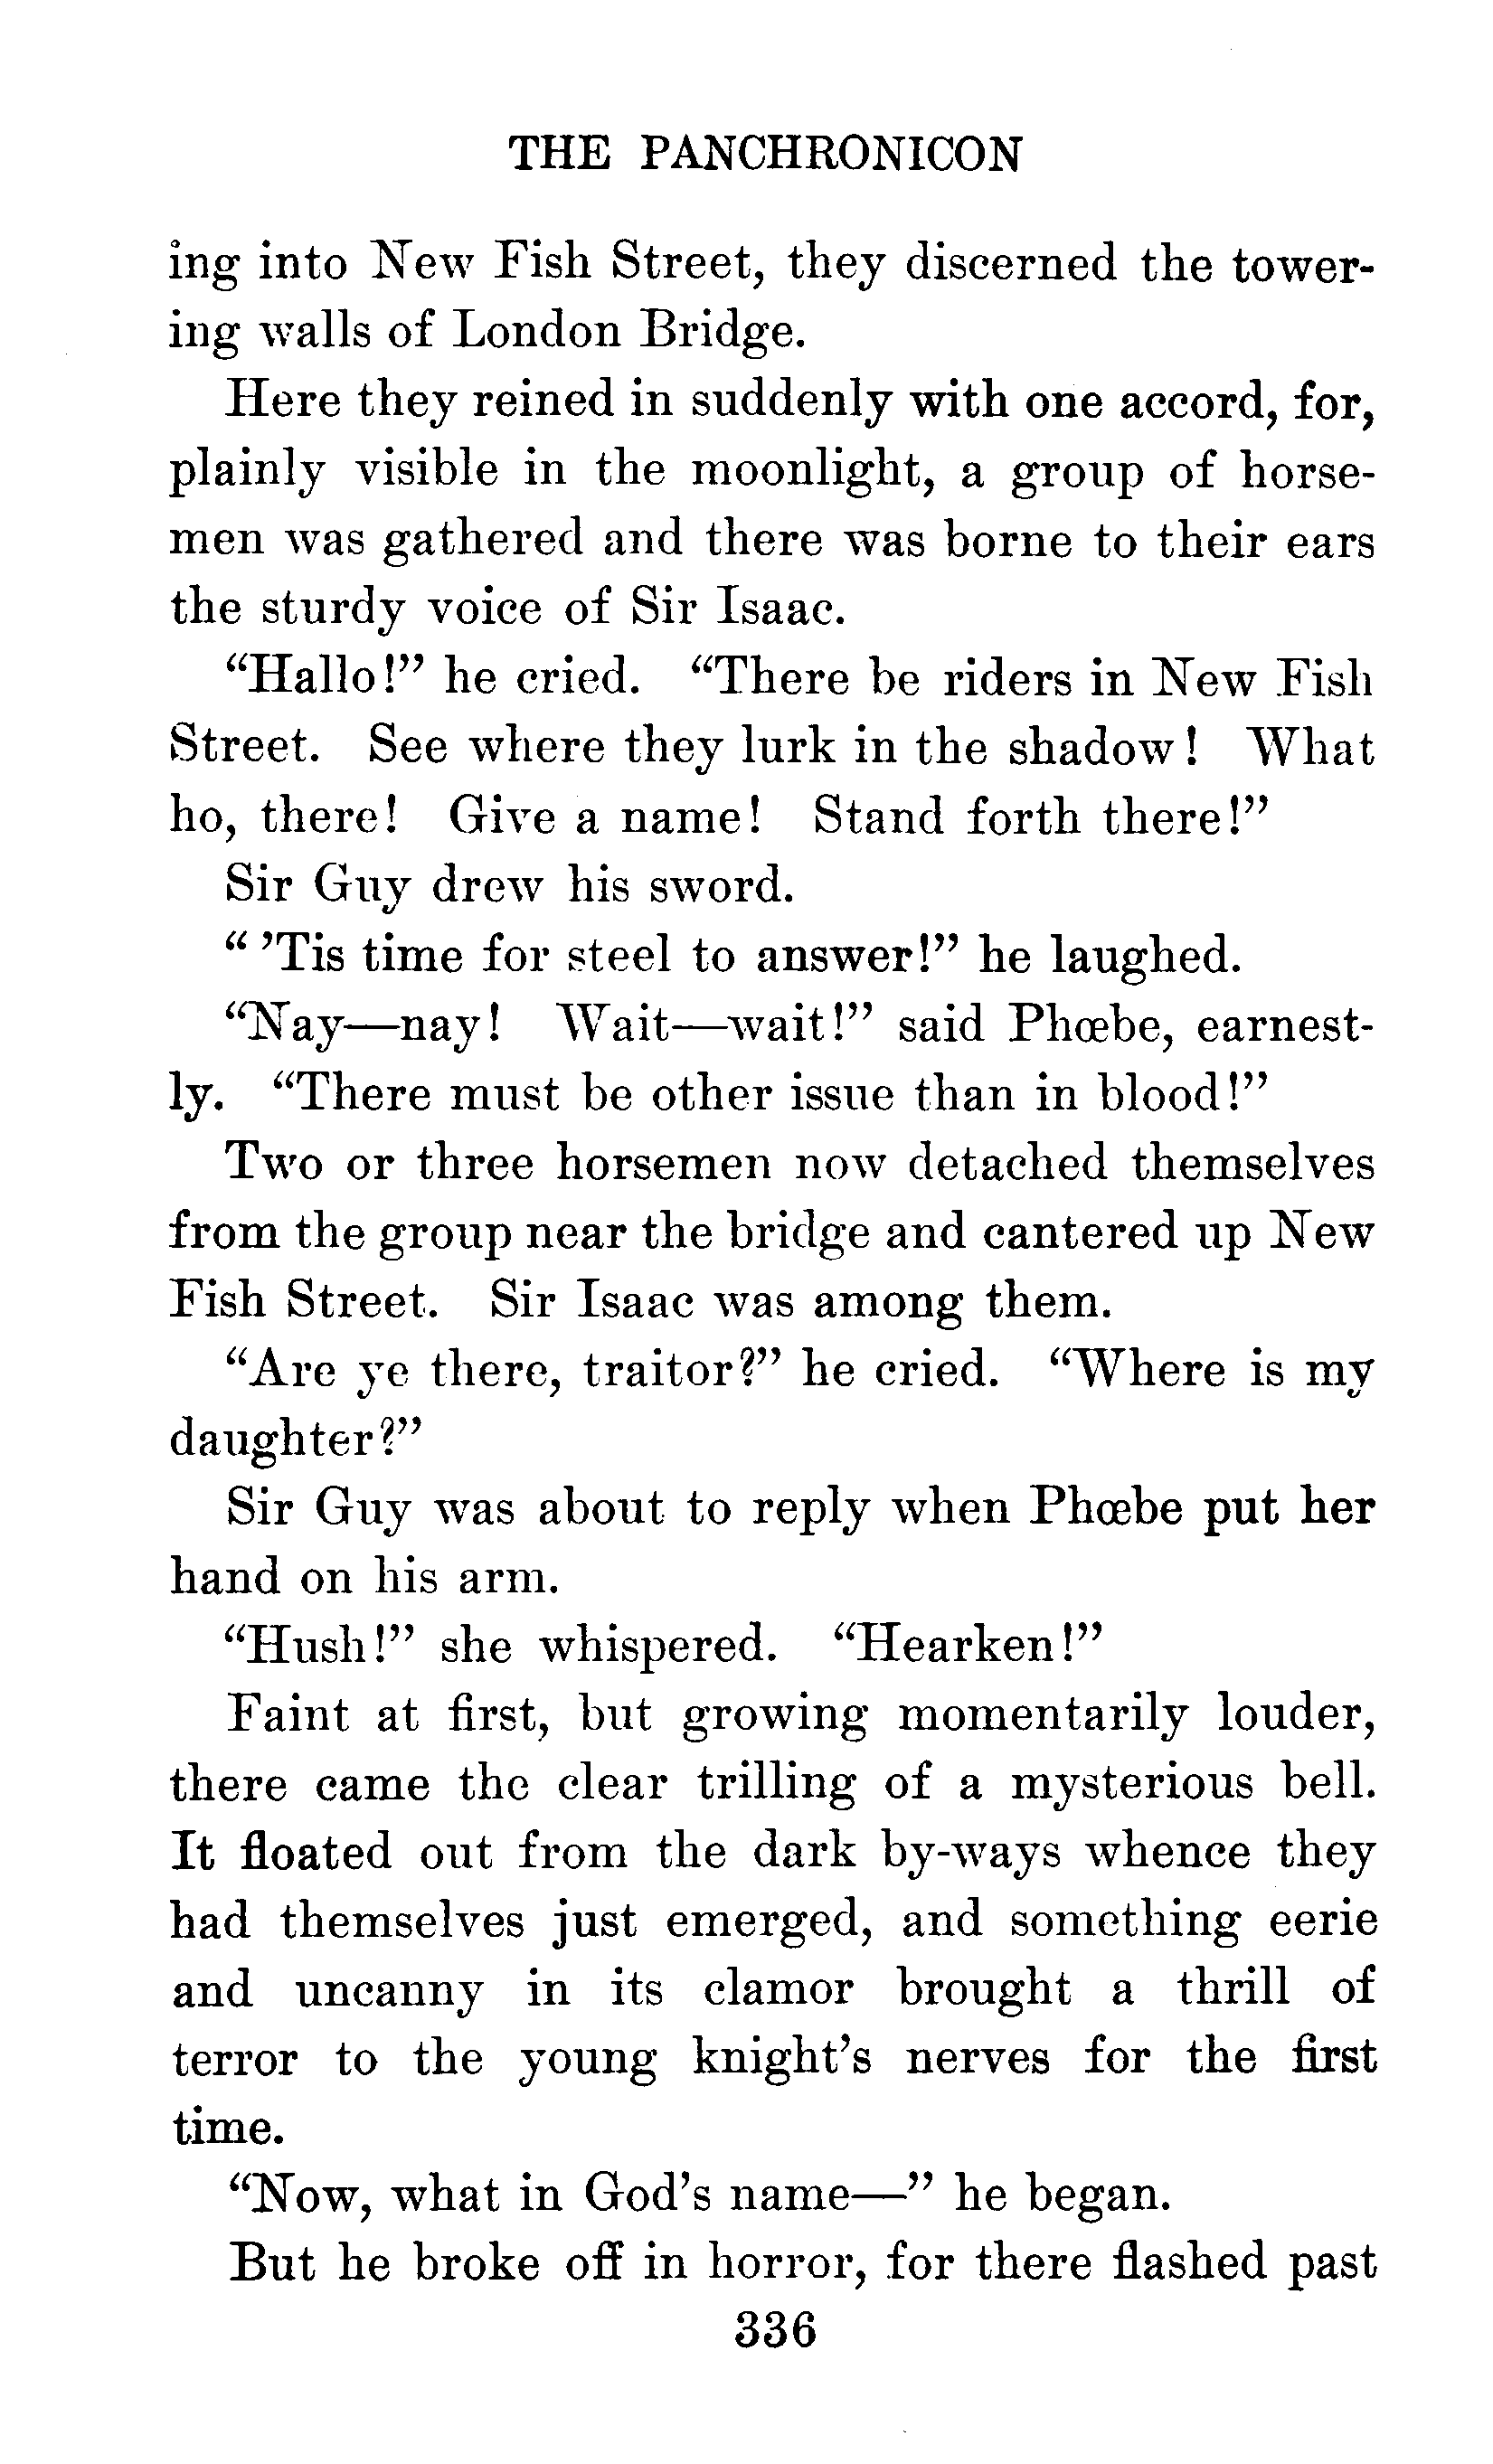 THE PANCHRONICON
ing into New Fish Street, they discerned the tower-
ing walls of London Bridge.
Here they reined in suddenly with one accord, for,
plainly visible in the moonlight, a group of horse-
men was gathered and there was borne to their ears
the sturdy voice of Sir Isaac.
“Hallo!” he cried. “There be riders in New Fish
Street. See where they lurk in the shadow! What
ho, there! Give a name! Stand forth there!”
Sir Guy drew his sword.
“ ’Tis time for steel to answer!” he laughed.
“Nay—nay! Wait—wait!” said Phœbe, earnest-
ly. “There must be other issue than in blood!”
Two or three horsemen now detached themselves
from the group near the bridge and cantered up New
Fish Street. Sir Isaac was among them.
“Are ye there, traitor?” he cried. “Where is my
daughter?”
Sir Guy was about to reply when Phœbe put her
hand on his arm.
“Hush!” she whispered. “Hearken!”
Faint at first, but growing momentarily louder,
there came the clear trilling of a mysterious bell.
It floated out from the dark by-ways whence they
had themselves just emerged, and something eerie
and uncanny in its clamor brought a thrill of
terror to the young knight’s nerves for the first
time.
“Now, what in God’s name—” he began.
But he broke off in horror, for there flashed past
336